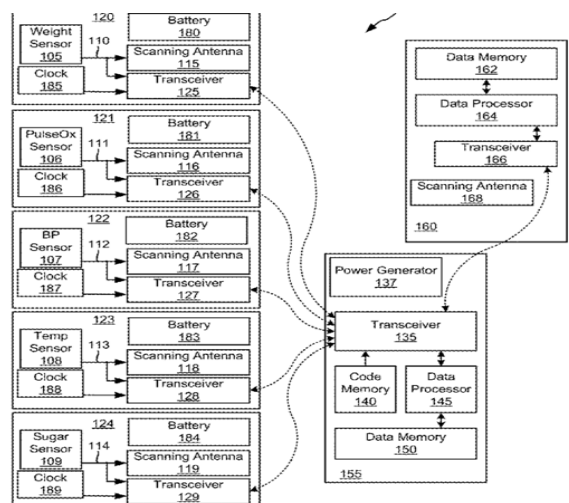 120
Battery
180
Weight
Sensor
105
110
Scanning Antenna
115
Clock
185
Transceiver
125
121
Battery
181
PulseOx
Sensor
106
111
Scanning Antenna
116
Clock
186
Transceiver
126
122
Battery
182
BP
Sensor
107
112
Scanning Antenna
117
Clock
187
Transceiver
127
123
Battery
183
Temp
Sensor
108
113
Scanning Antenna
118
Clock
188
Transceiver
128
124
Battery
184
Sugar
Sensor
109
114
Scanning Antenna
119
Clock
189
Transceiver
129
Data Memory
162
Data Processor
164
Transceiver
166
Scanning Antenna
168
160
Power Generator
137
Transceiver
135
Code
Memory
140
Data
Processor
145
Data Memory
150
155